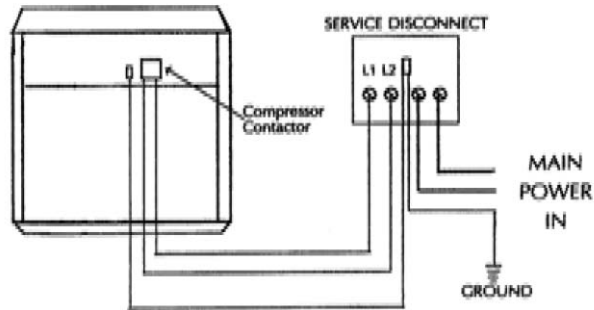 SERVICE DISCONNECT
L1 L2
Compressor
Contactor
MAIN
POWER
IN
GROUND